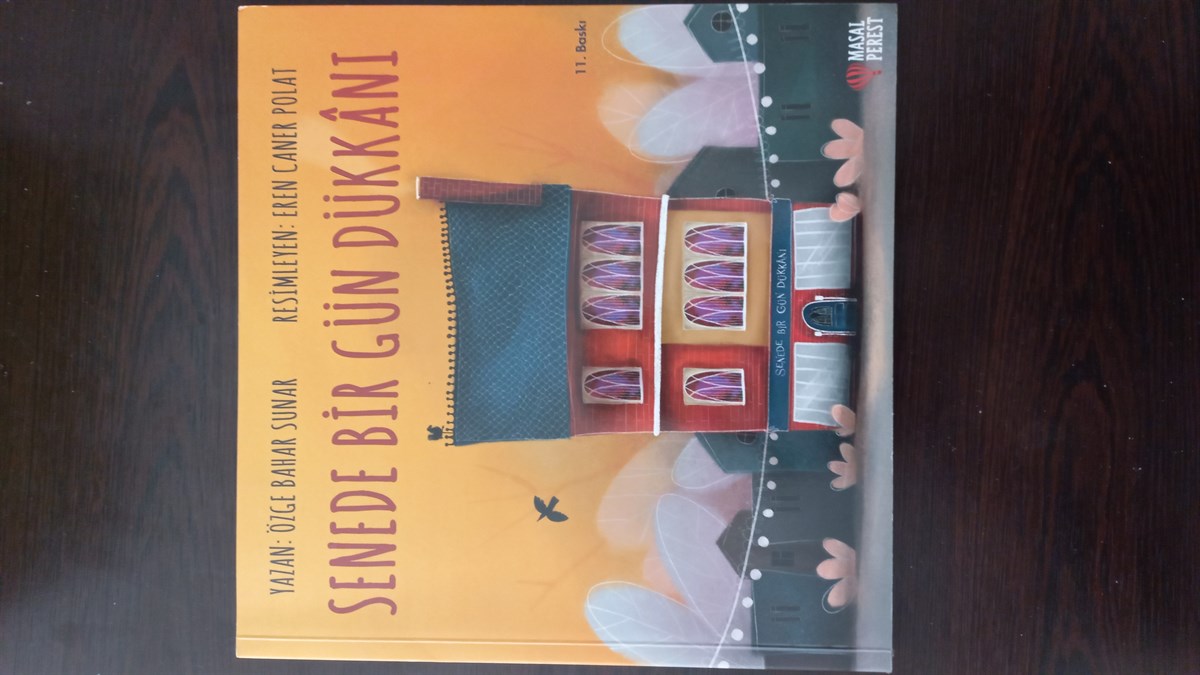 YAZAN: ÖZGE BAHAR SUNAR RESİMLEYEN: EREN CANER POLAT
SENEDE BİR GÜN DÜKKÂNI
11. Baskı
SENEDE BİR GÜN DÜKKÂNI
MASAL
PEREST